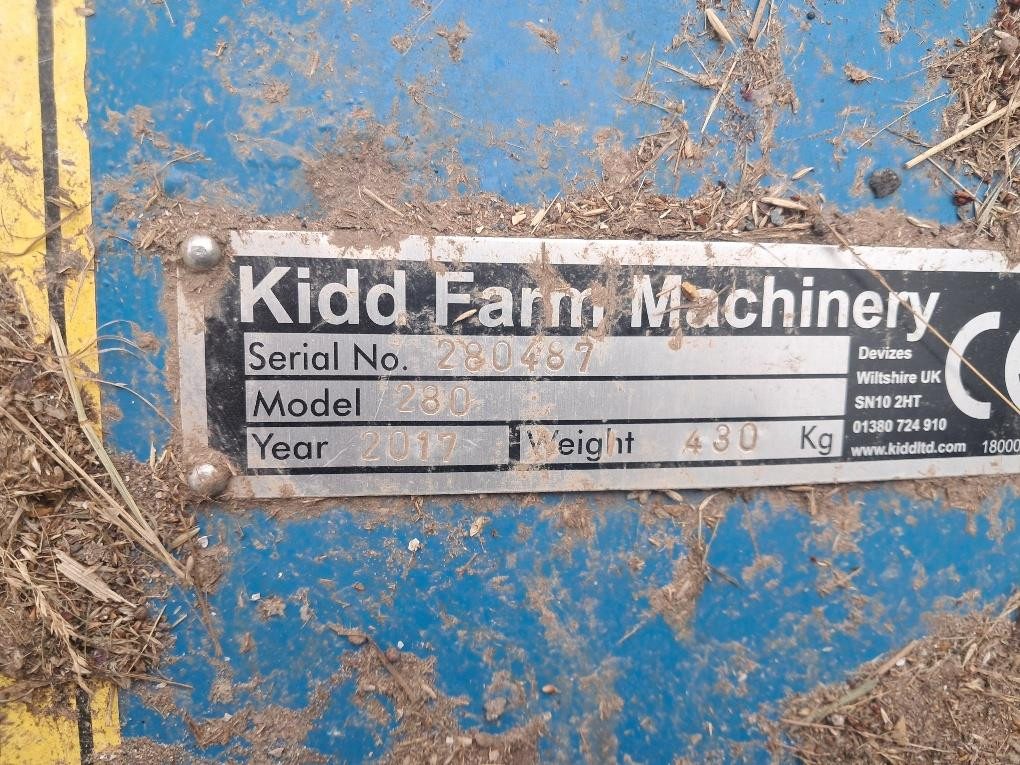 Kidd Farm Machinery
Serial No. 280487
Model 280
Year 2017 Weight 430 Kg
Devizes
Wiltshire UK
SN10 2HT
01380 724 910
www.kiddltd.com
CE